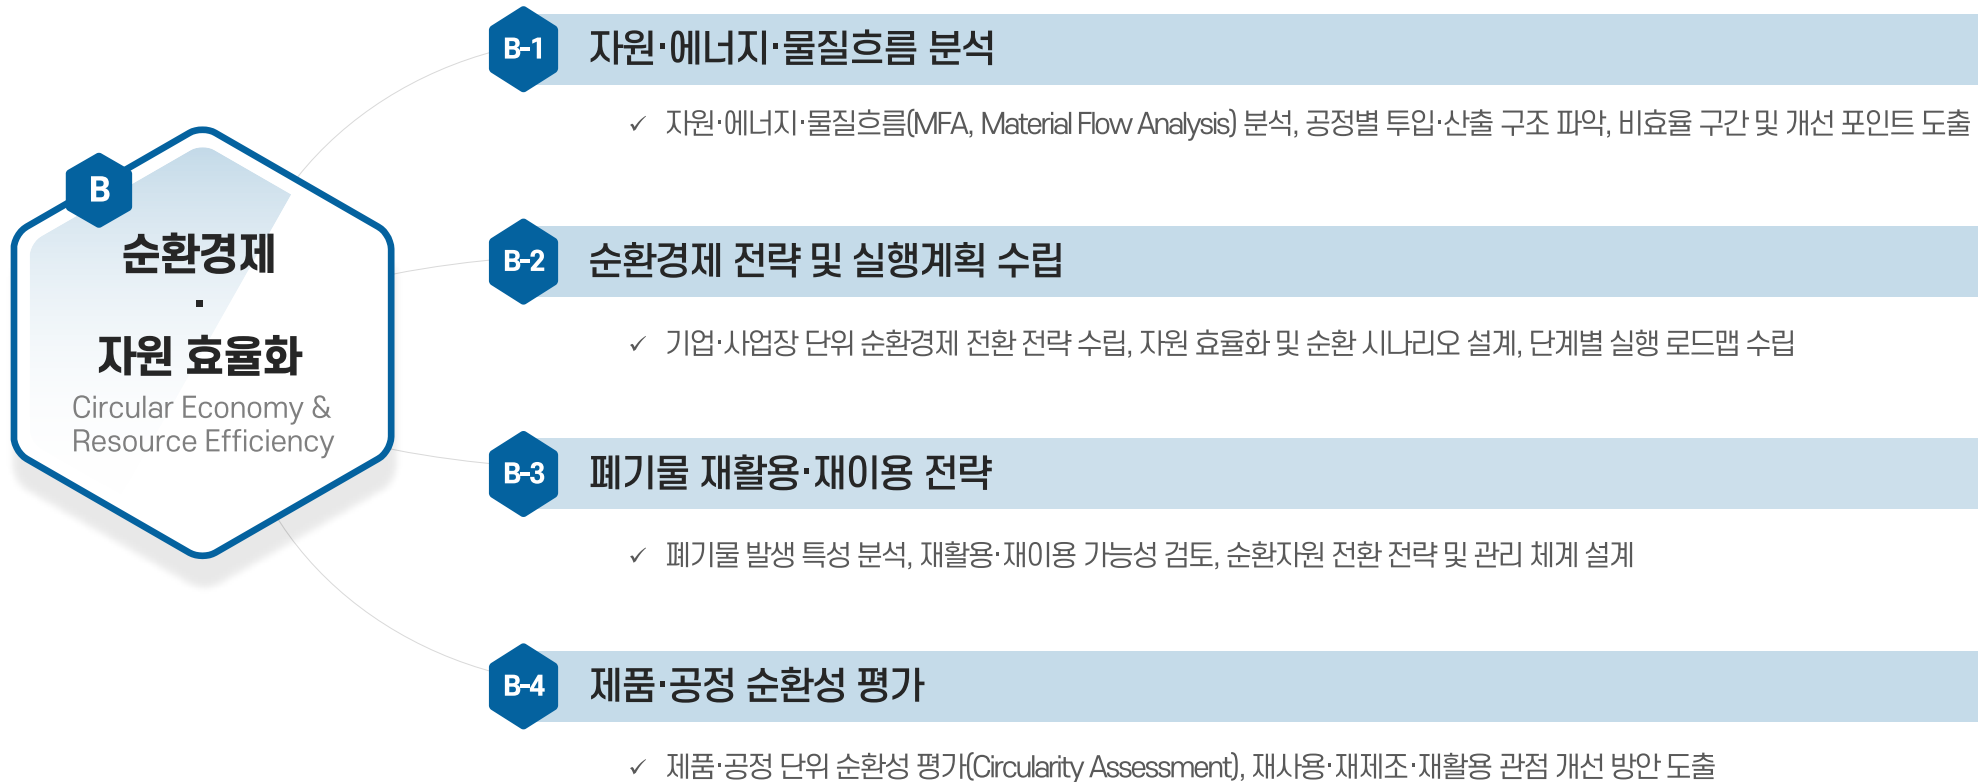 B
순환경제
·
자원 효율화
Circular Economy &
Resource Efficiency
B-1
자원·에너지·물질흐름 분석
✓ 자원·에너지·물질흐름(MFA, Material Flow Analysis) 분석, 공정별 투입·산출 구조 파악, 비효율 구간 및 개선 포인트 도출
B-2
순환경제 전략 및 실행계획 수립
✓ 기업·사업장 단위 순환경제 전환 전략 수립, 자원 효율화 및 순환 시나리오 설계, 단계별 실행 로드맵 수립
B-3
폐기물 재활용·재이용 전략
✓ 폐기물 발생 특성 분석, 재활용·재이용 가능성 검토, 순환자원 전환 전략 및 관리 체계 설계
B-4
제품·공정 순환성 평가
✓ 제품·공정 단위 순환성 평가(Circularity Assessment), 재사용·재제조·재활용 관점 개선 방안 도출